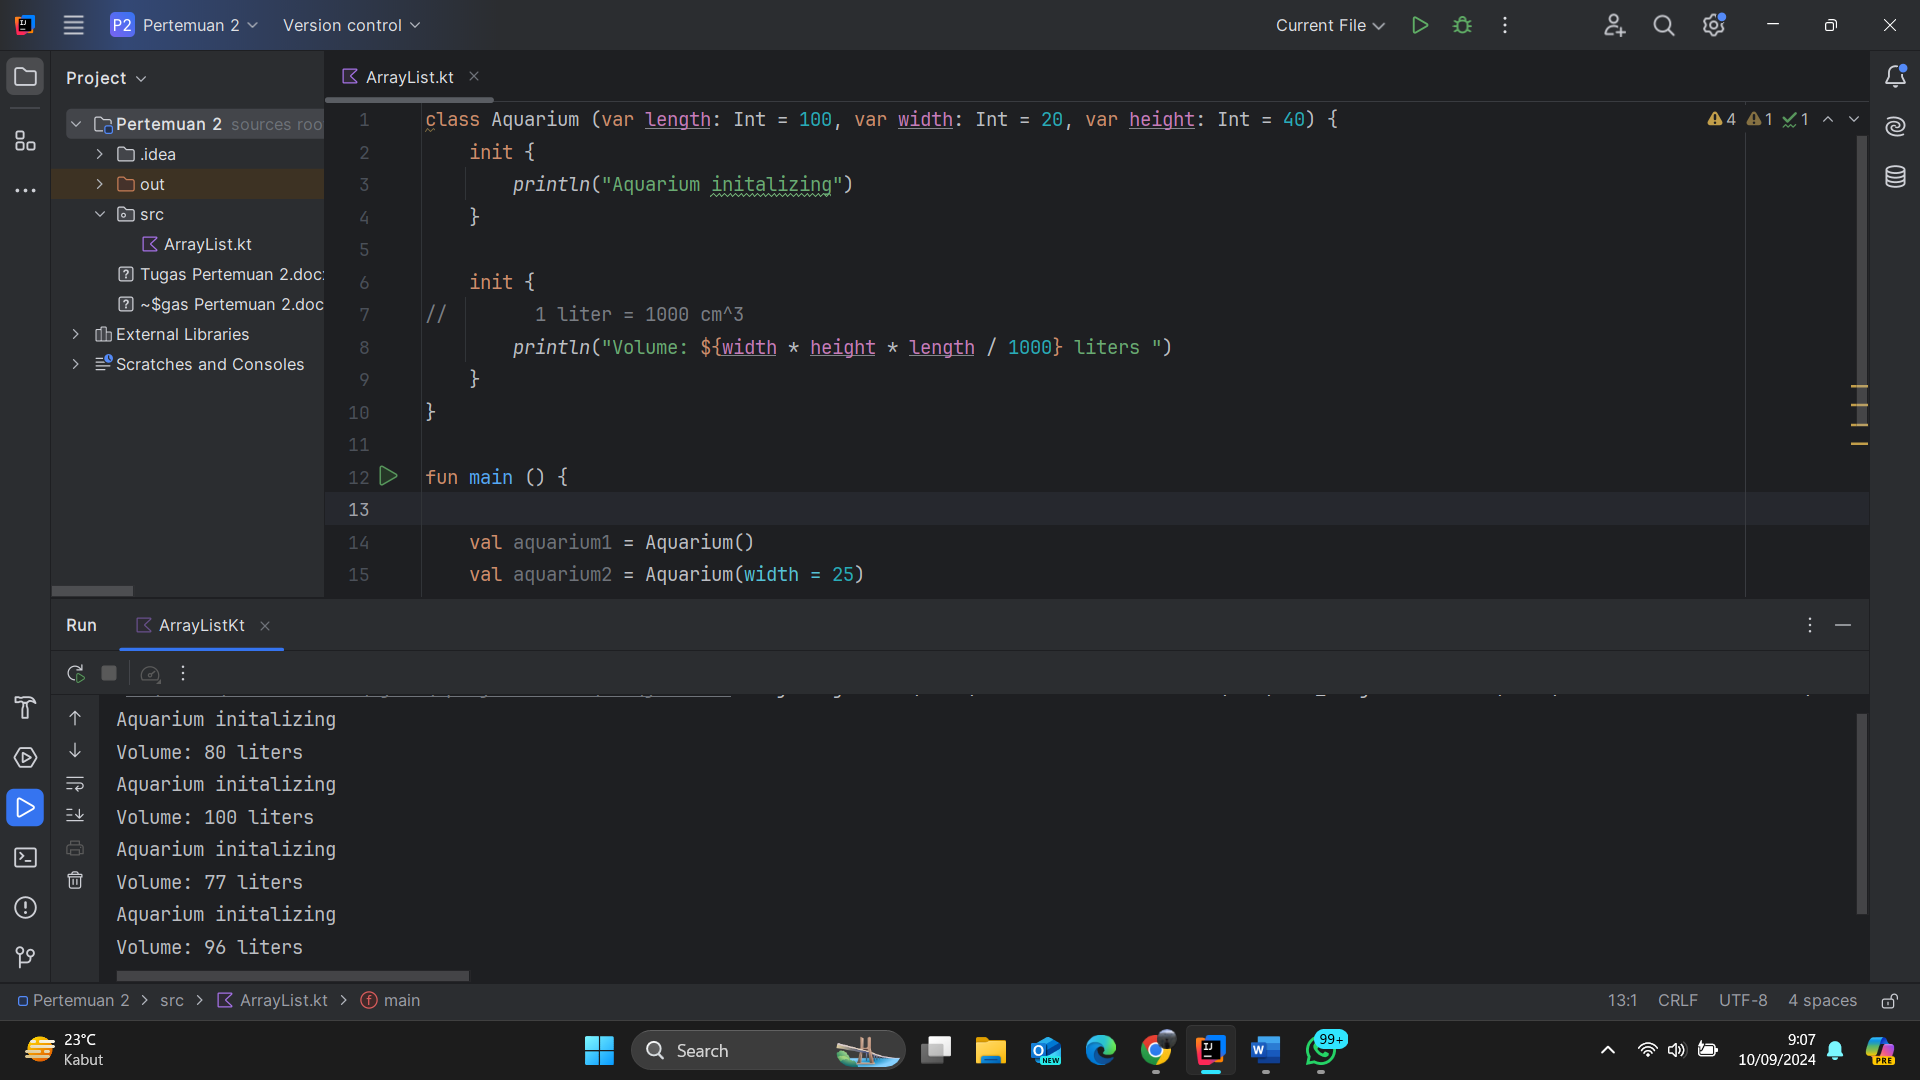 P2 Pertemuan 2 Version control Current File
Project
ArrayList.kt
Pertemuan 2 sources roo
.idea
out
src
ArrayList.kt
Tugas Pertemuan 2.doc
~$gas Pertemuan 2.doc
External Libraries
Scratches and Consoles
4 1 1
1 class Aquarium (var length: Int = 100, var width: Int = 20, var height: Int = 40) {
2 init {
3 println("Aquarium initalizing")
4 }
5
6 init {
7 // 1 liter = 1000 cm^3
8 println("Volume: ${width * height * length / 1000} liters ")
9 }
10 }
11
12 fun main () {
13
14 val aquarium1 = Aquarium()
15 val aquarium2 = Aquarium(width = 25)
Run ArrayListKt
Aquarium initalizing
Volume: 80 liters
Aquarium initalizing
Volume: 100 liters
Aquarium initalizing
Volume: 77 liters
Aquarium initalizing
Volume: 96 liters
Pertemuan 2 > src > ArrayList.kt > main
13:1 CRLF UTF-8 4 spaces
23°C
Kabut
Search
NEW
99+
9:07
10/09/2024
PRE